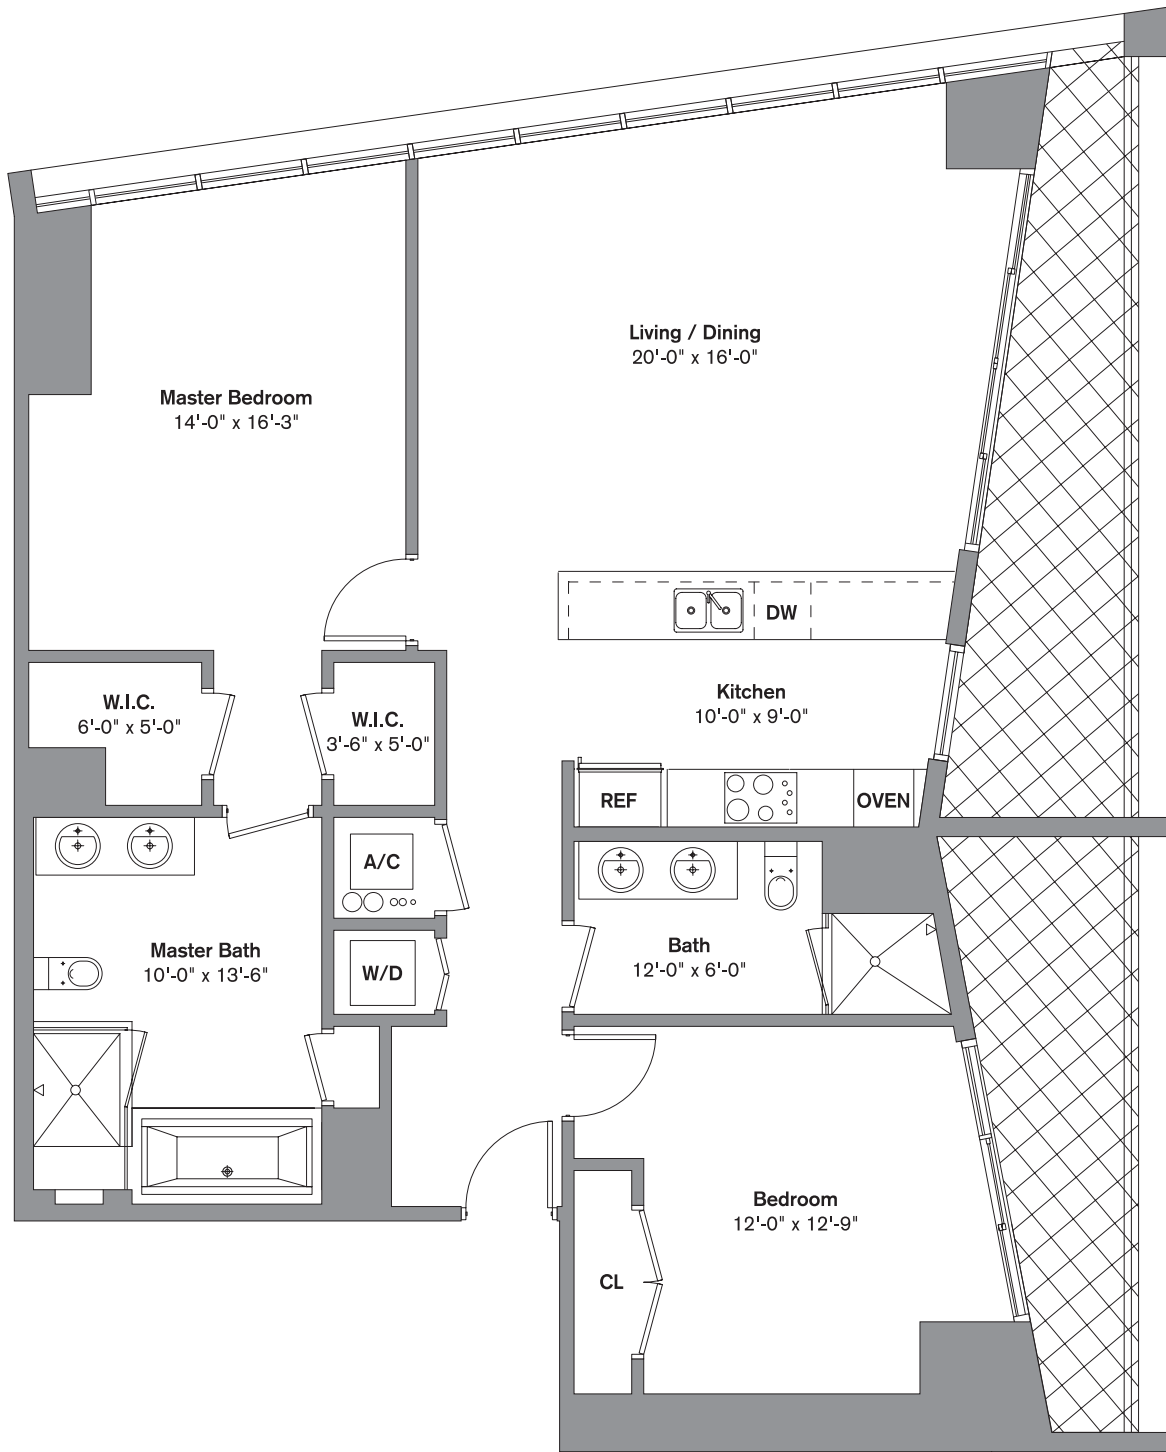 Living / Dining
20'-0" x 16'-0"
Master Bedroom
14'-0" x 16'-3"
DW
W.I.C.
6'-0" x 5'-0"
W.I.C.
3'-6" x 5'-0"
Kitchen
10'-0" x 9'-0"
REF
OVEN
A/C
Master Bath
10'-0" x 13'-6"
W/D
Bath
12'-0" x 6'-0"
Bedroom
12'-0" x 12'-9"
CL